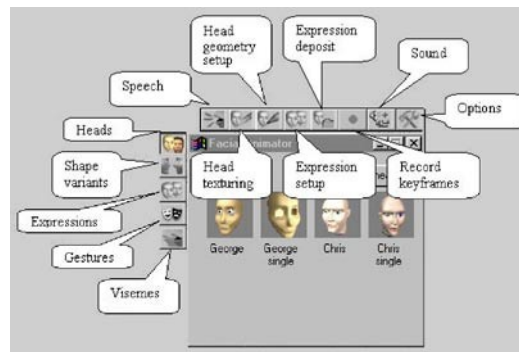 Head
geometry
setup
Expression
deposit
Sound
Speech
Options
Heads
Facial Animator
Shape
variants
Head
texturing
Expression
setup
Record
keyframes
Expressions
Gestures
George
George
single
Chris
Chris
single
Visemes